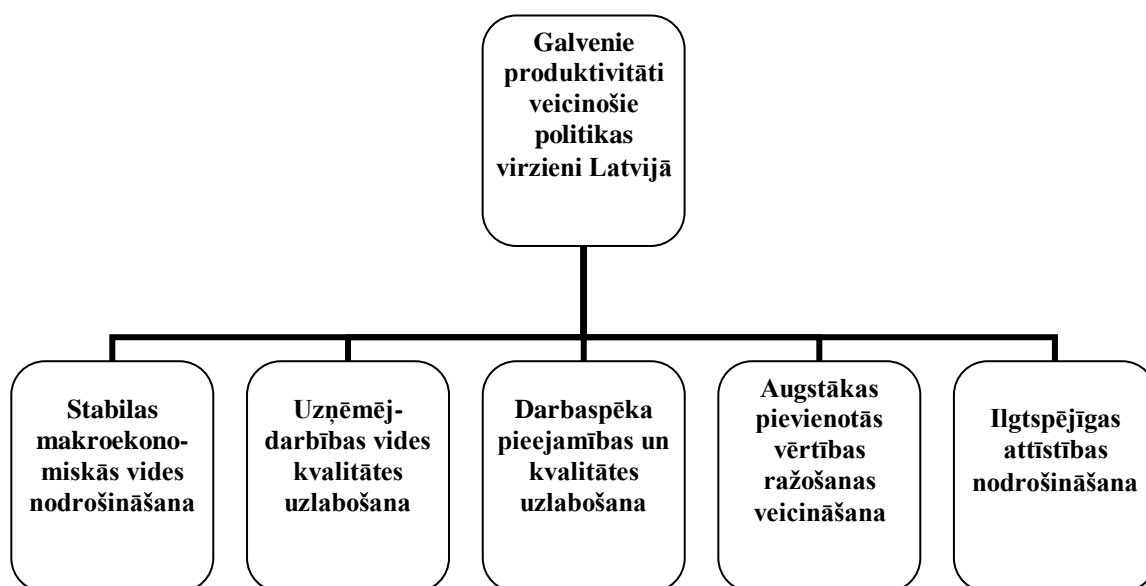 Galvenie
produktivitāti
veicinošie
politikas
virzieni Latvijā
Stabilas
makroekono-
miskās vides
nodrošināšana
Uzņēmēj-
darbības vides
kvalitātes
uzlabošana
Darbaspēka
pieejamības un
kvalitātes
uzlabošana
Augstākas
pievienotās
vērtības
ražošanas
veicināšana
Ilgtspējīgas
attīstības
nodrošināšana